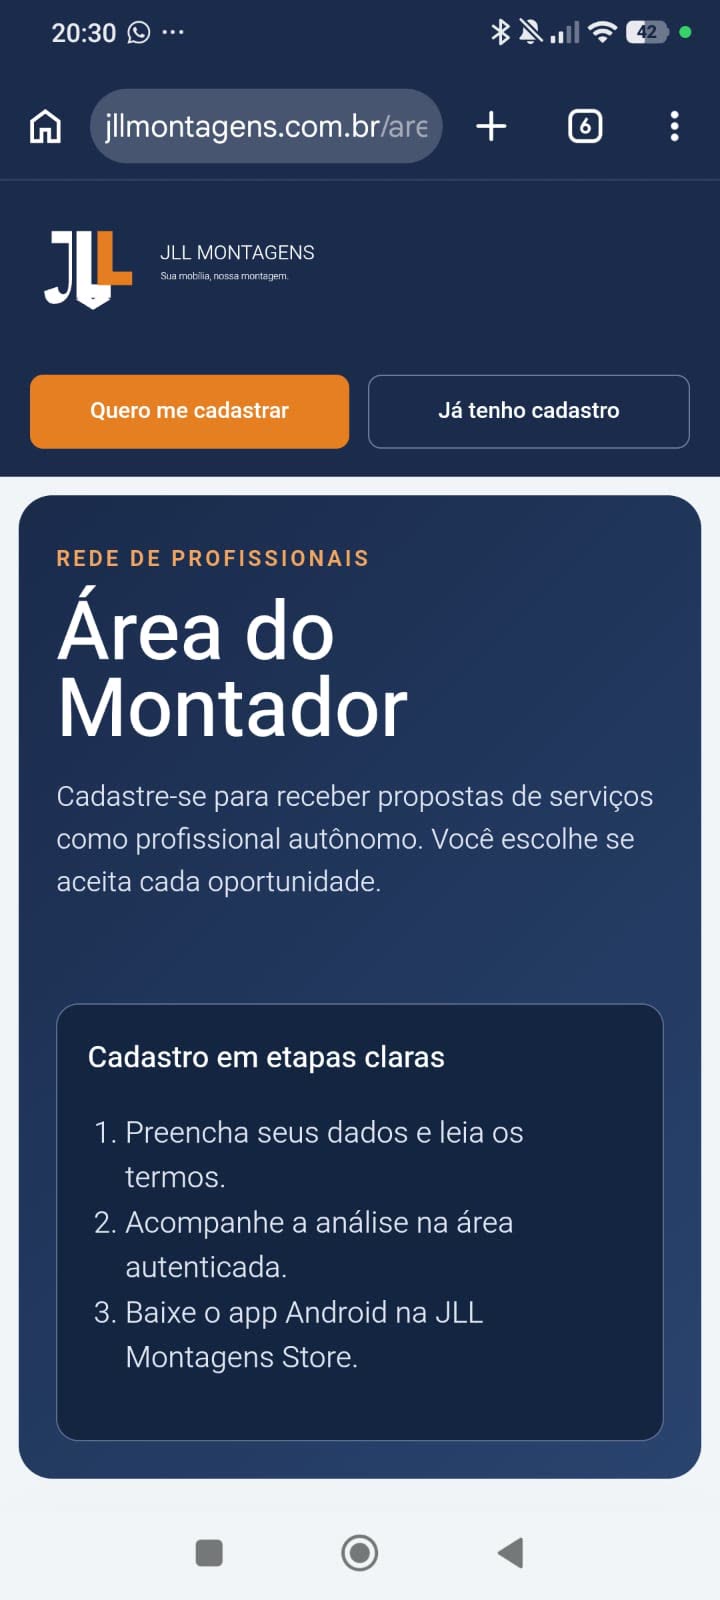 20:30
42
jllmontagens.com.br/are
6
JLL
JLL MONTAGENS
Sua mobília, nossa montagem.
Quero me cadastrar
Já tenho cadastro
REDE DE PROFISSIONAIS
Área do
Montador
Cadastre-se para receber propostas de serviços
como profissional autônomo. Você escolhe se
aceita cada oportunidade.
Cadastro em etapas claras
1. Preencha seus dados e leia os
termos.
2. Acompanhe a análise na área
autenticada.
3. Baixe o app Android na JLL
Montagens Store.